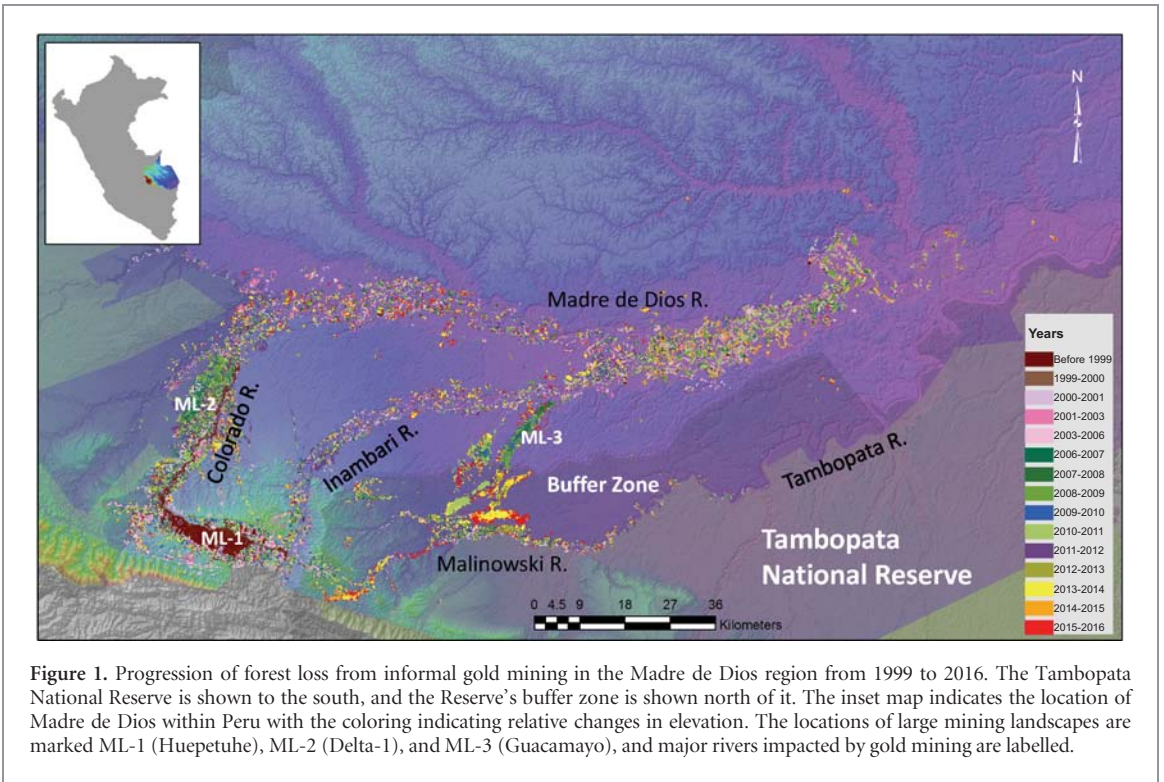 N
Madre de Dios R.
ML-2
Colorado R.
ML-3
Inambari R.
Buffer Zone
Tambopata R.
ML-1
Malinowski R.
Tambopata
National Reserve
0 4.5 9 18 27 36
Kilometers
Years
Before 1999
1999-2000
2000-2001
2001-2003
2003-2006
2006-2007
2007-2008
2008-2009
2009-2010
2010-2011
2011-2012
2012-2013
2013-2014
2014-2015
2015-2016
Figure 1. Progression of forest loss from informal gold mining in the Madre de Dios region from 1999 to 2016. The Tambopata
National Reserve is shown to the south, and the Reserve's buffer zone is shown north of it. The inset map indicates the location of
Madre de Dios within Peru with the coloring indicating relative changes in elevation. The locations of large mining landscapes are
marked ML-1 (Huepetuhe), ML-2 (Delta-1), and ML-3 (Guacamayo), and major rivers impacted by gold mining are labelled.